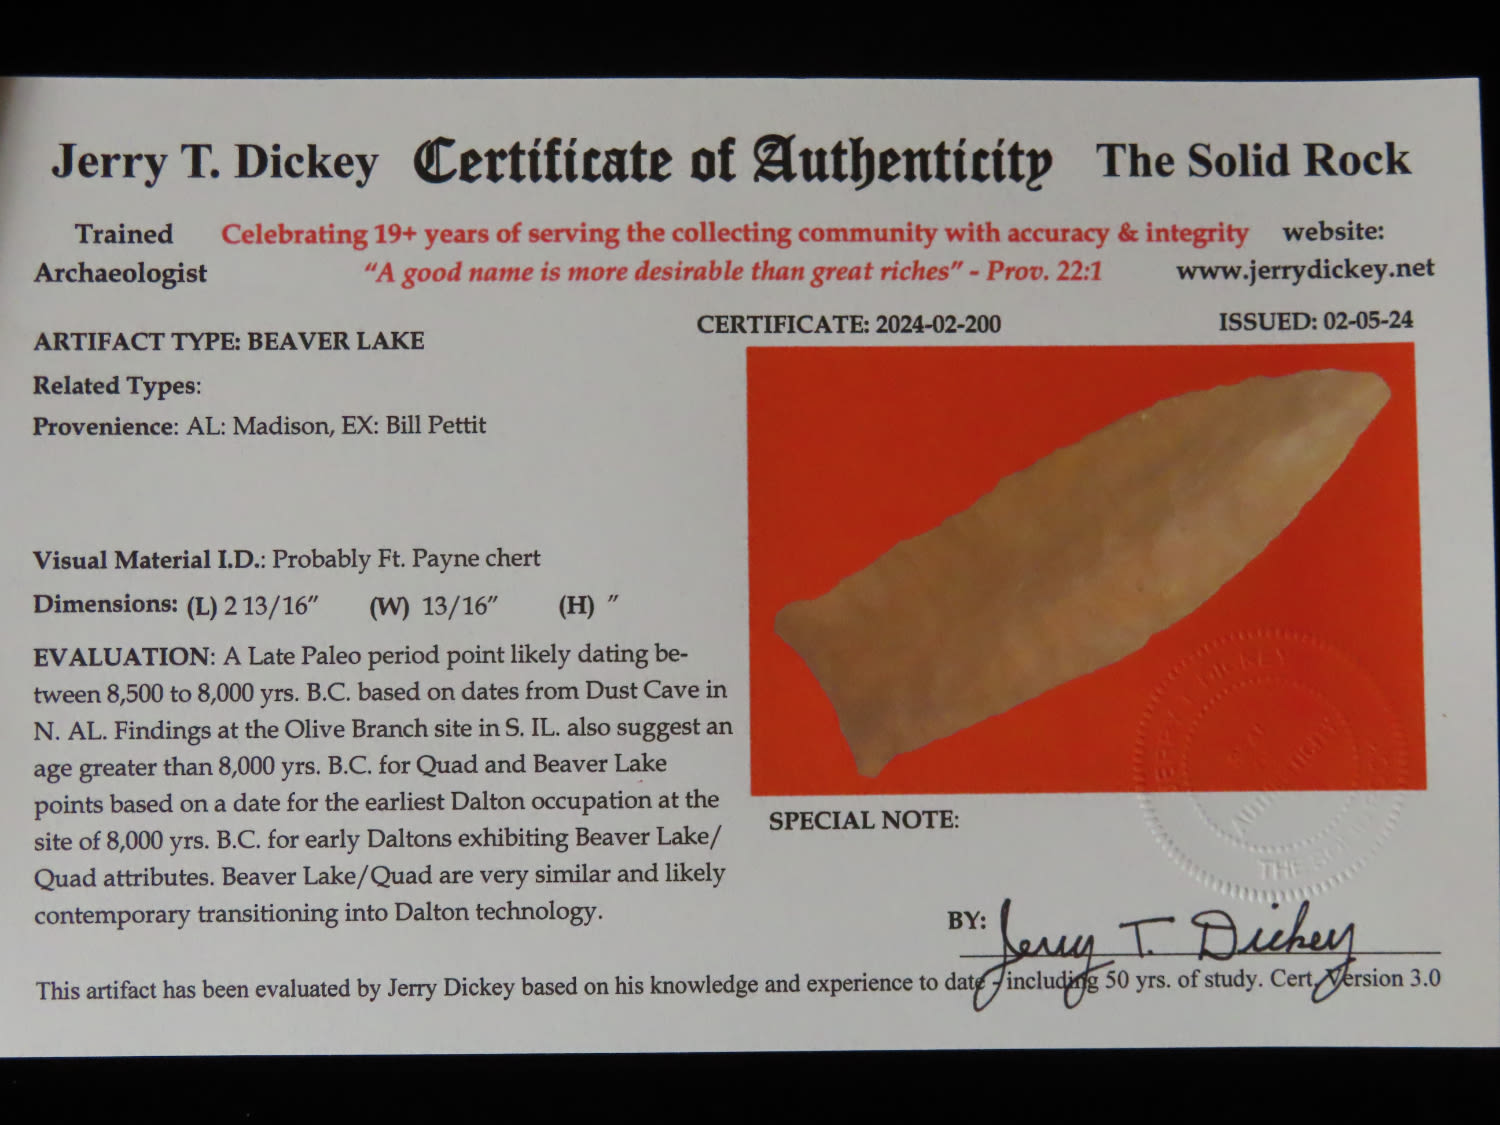 Jerry T. Dickey Certificate of Authenticity The Solid Rock
Trained Celebrating 19+ years of serving the collecting community with accuracy & integrity website:
Archaeologist "A good name is more desirable than great riches" - Prov. 22:1 www.jerrydickey.net
CERTIFICATE: 2024-02-200 ISSUED: 02-05-24
ARTIFACT TYPE: BEAVER LAKE
Related Types:
Provenience: AL: Madison, EX: Bill Pettit
Visual Material I.D.: Probably Ft. Payne chert
Dimensions: (L) 2 13/16" (W) 13/16" (H) "
EVALUATION: A Late Paleo period point likely dating be-
tween 8,500 to 8,000 yrs. B.C. based on dates from Dust Cave in
N. AL. Findings at the Olive Branch site in S. IL. also suggest an
age greater than 8,000 yrs. B.C. for Quad and Beaver Lake
points based on a date for the earliest Dalton occupation at the
site of 8,000 yrs. B.C. for early Daltons exhibiting Beaver Lake/
Quad attributes. Beaver Lake/Quad are very similar and likely
contemporary transitioning into Dalton technology.
SPECIAL NOTE:
JERRY T. DICKEY
THE
BY: Jerry T. Dickey
This artifact has been evaluated by Jerry Dickey based on his knowledge and experience to date - including 50 yrs. of study. Cert. Version 3.0